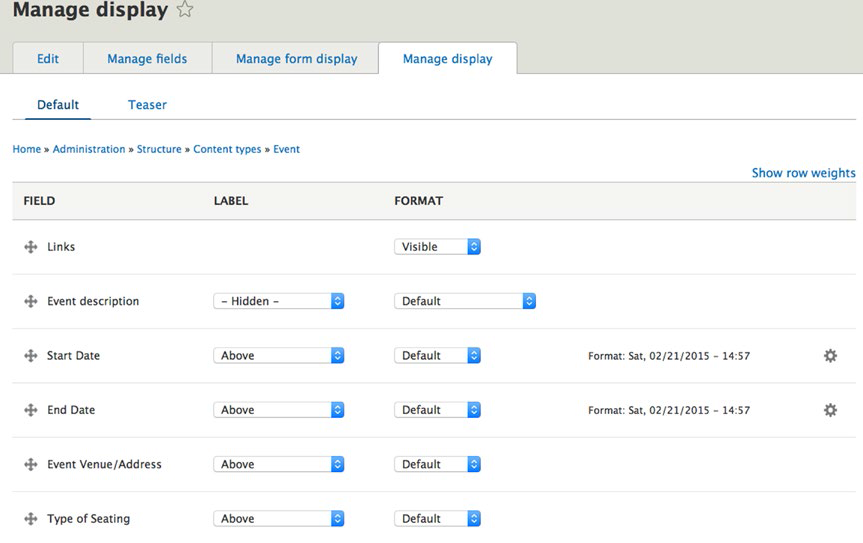 Manage display
Edit Manage fields Manage form display Manage display
Default Teaser
Home » Administration » Structure » Content types » Event
Show row weights
FIELD LABEL FORMAT
Links Visible
Event description - Hidden - Default
Start Date Above Default Format: Sat, 02/21/2015 - 14:57
End Date Above Default Format: Sat, 02/21/2015 - 14:57
Event Venue/Address Above Default
Type of Seating Above Default